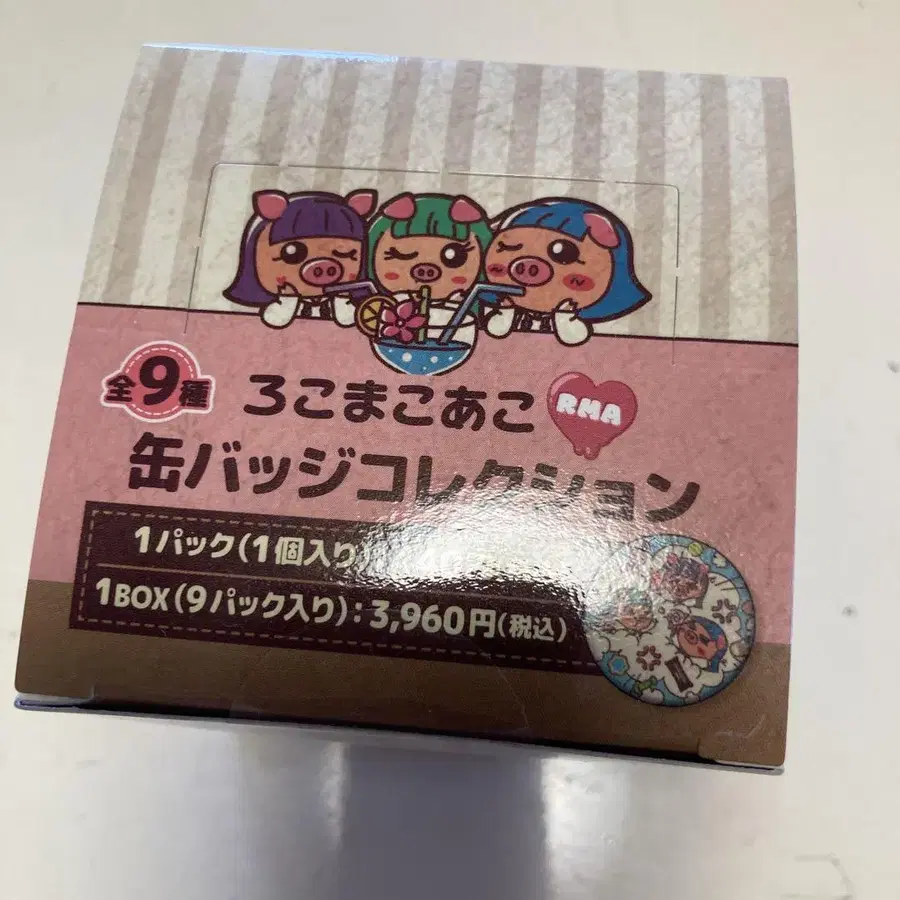 全9種
ろこまこあこ
RMA
缶バッジコレクション
1パック(1個入り
1BOX(9パック入り):3,960円(税込)